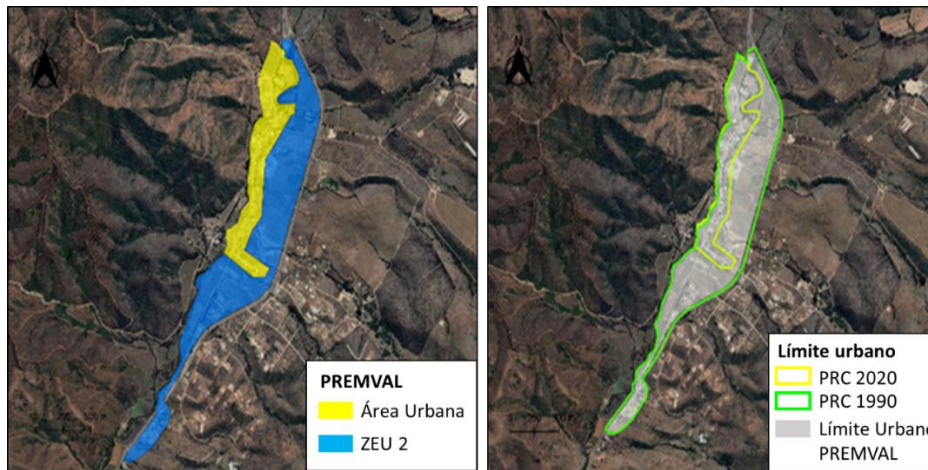 PREMVAL
Área Urbana
ZEU 2
Límite urbano
PRC 2020
PRC 1990
Límite Urbano
PREMVAL